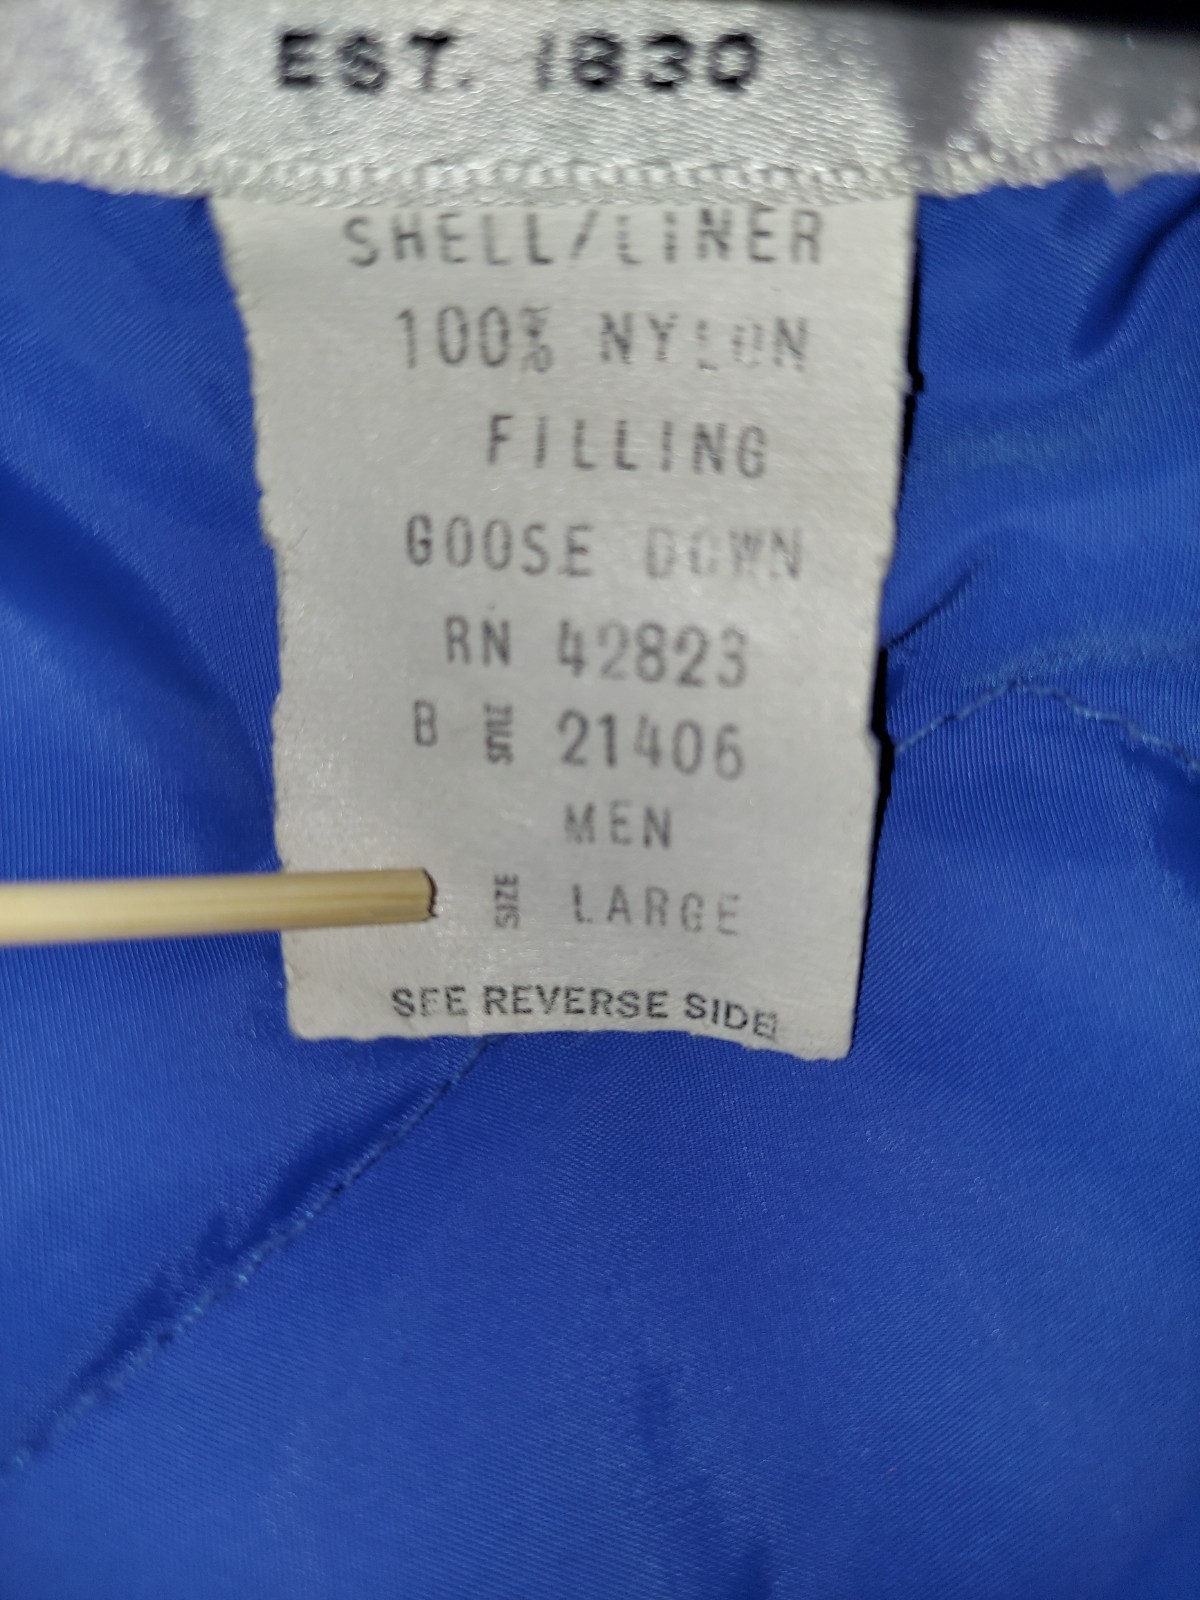 EST. 1830
SHELL/LINER
100% NYLON
FILLING
GOOSE DOWN
RN 42823
B STYLE 21406
MEN
SIZE LARGE
SEE REVERSE SIDE